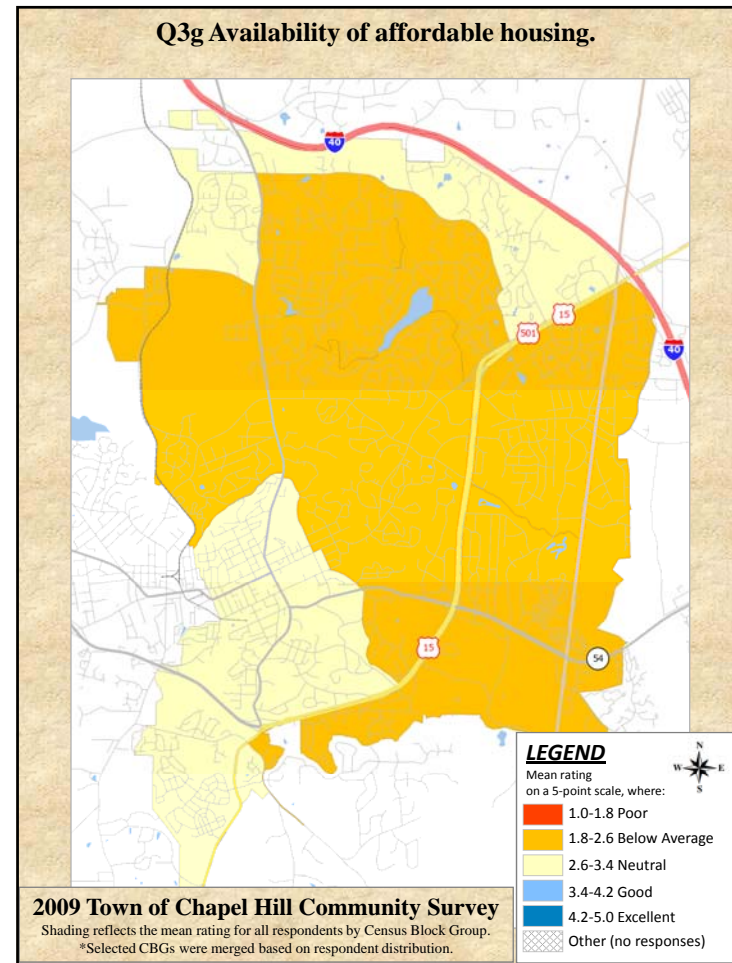 Q3g Availability of affordable housing.
40
15
501
40
15
54
LEGEND
Mean rating
on a 5-point scale, where:
N
W E
S
1.0-1.8 Poor
1.8-2.6 Below Average
2.6-3.4 Neutral
3.4-4.2 Good
4.2-5.0 Excellent
Other (no responses)
2009 Town of Chapel Hill Community Survey
Shading reflects the mean rating for all respondents by Census Block Group.
*Selected CBGs were merged based on respondent distribution.